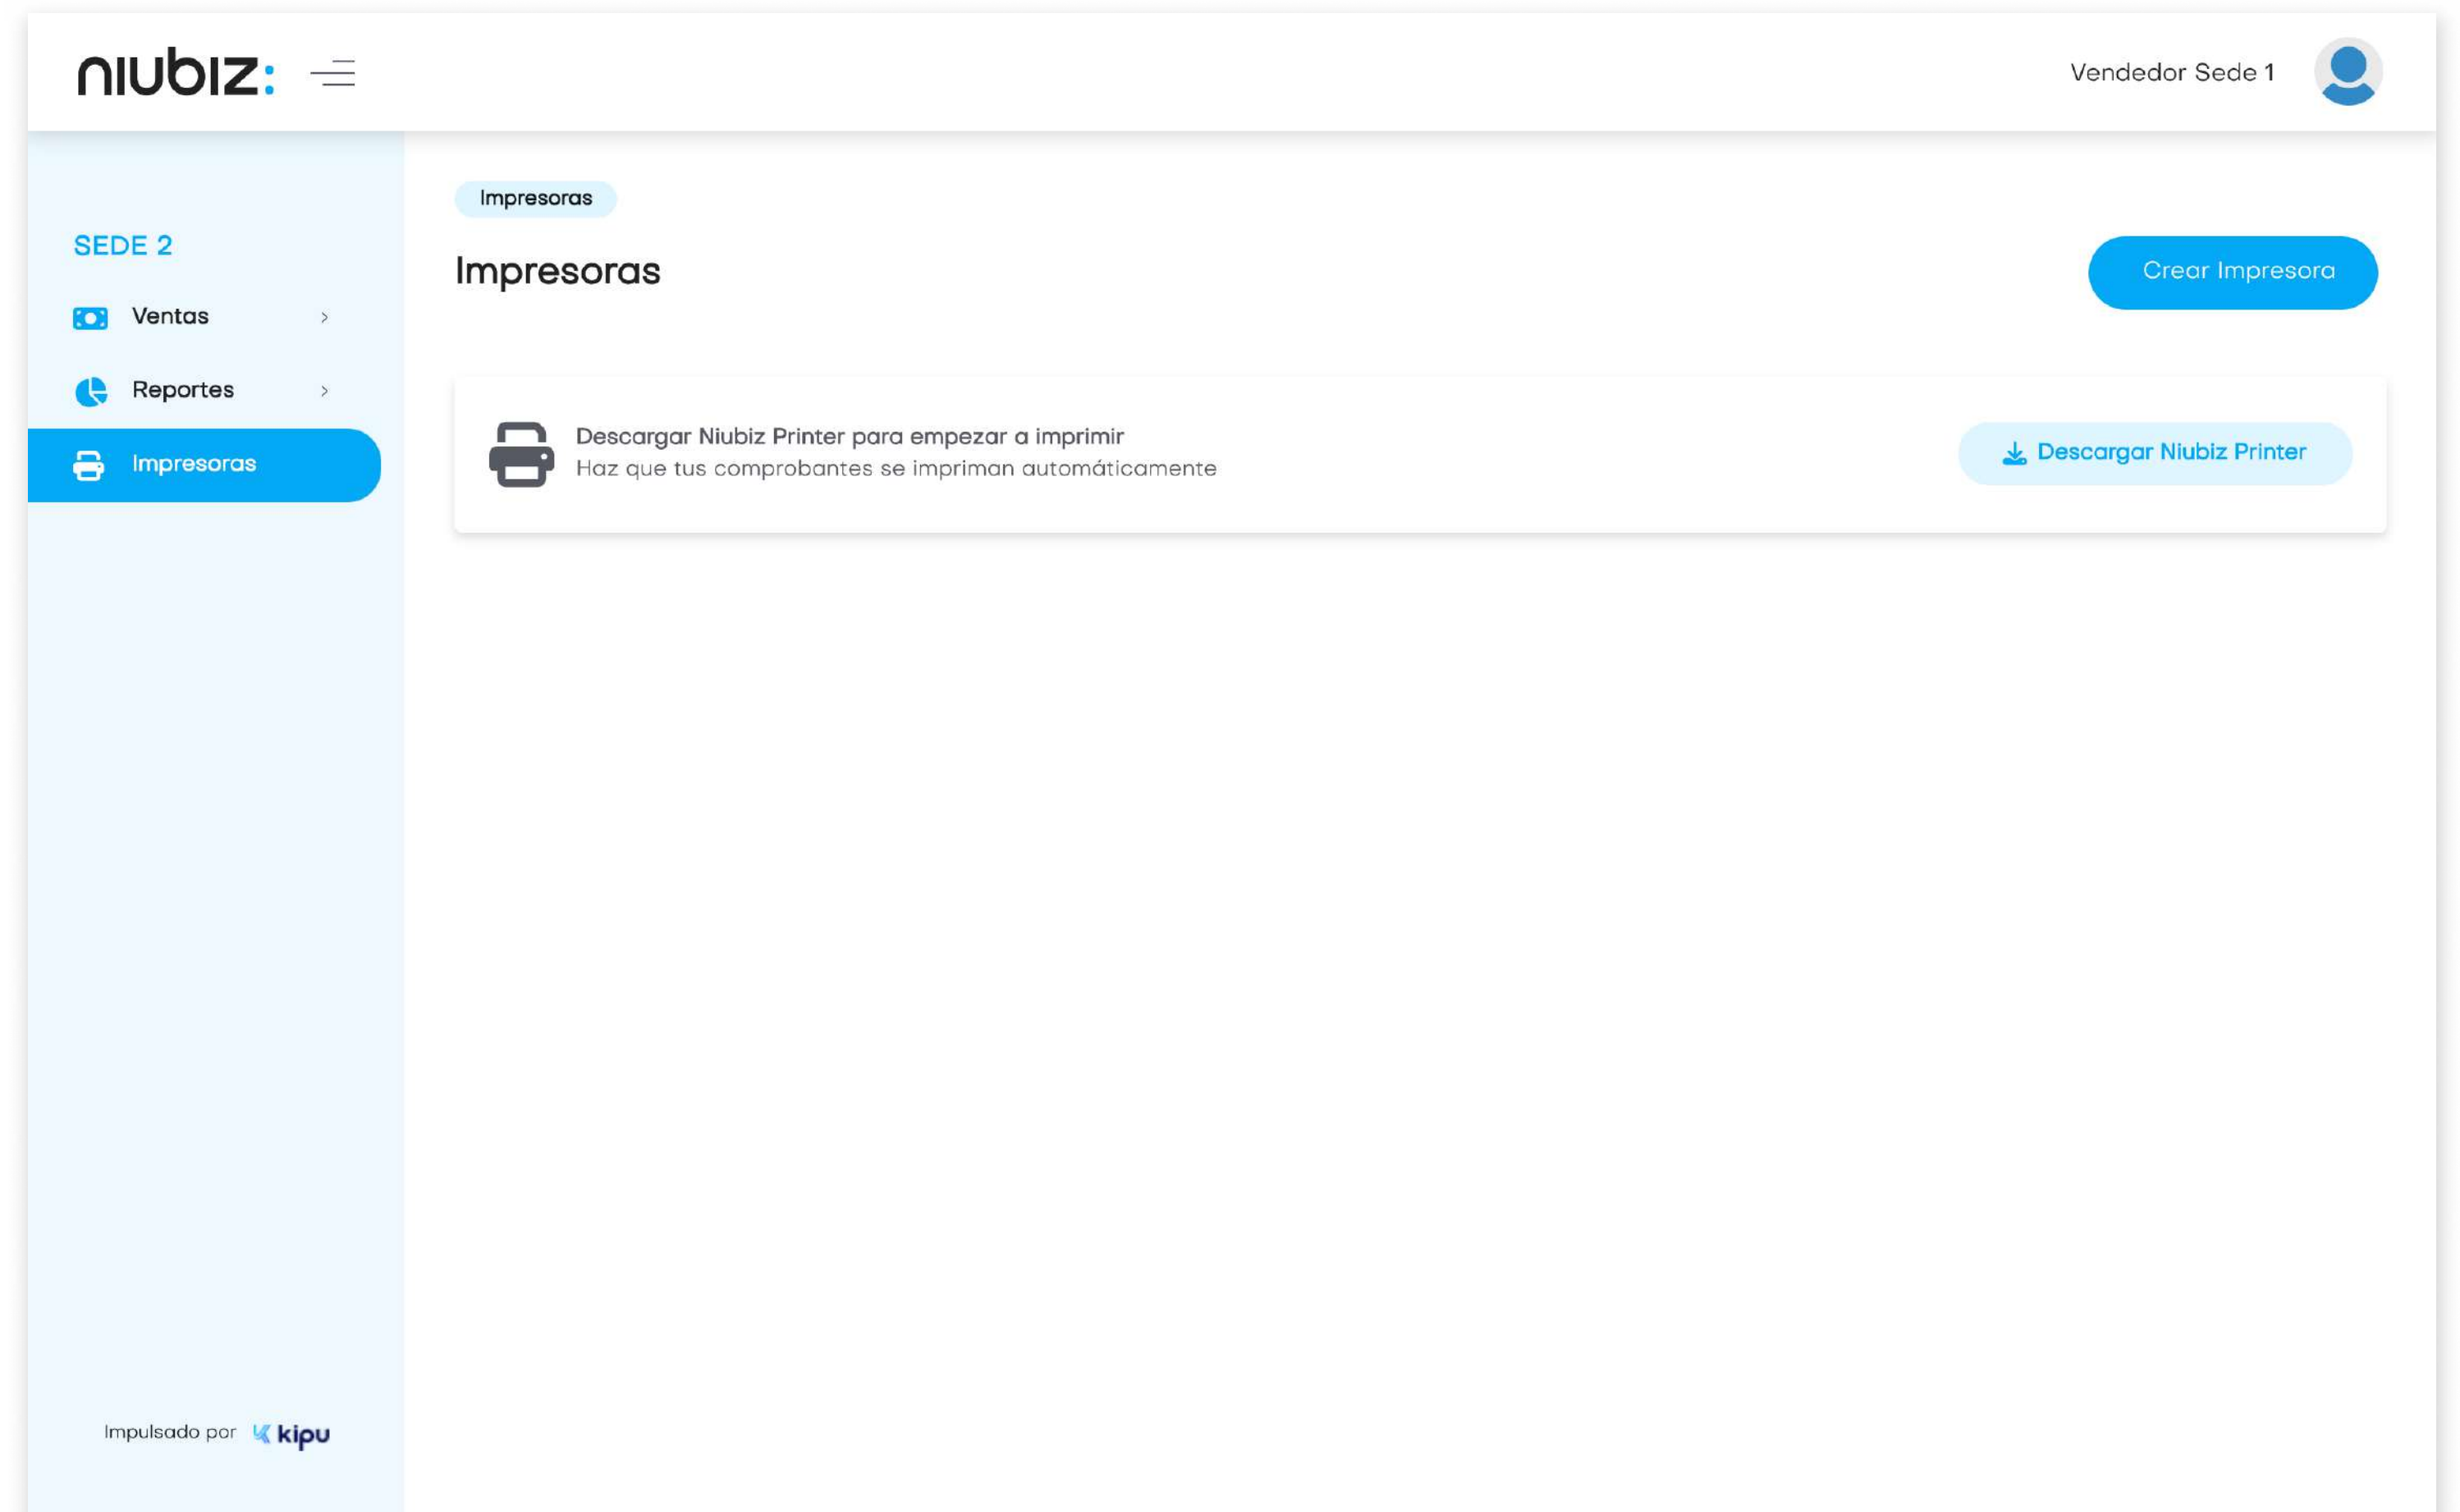 niubiz:
Vendedor Sede 1
SEDE 2
Ventas
Reportes
Impresoras
Impresoras
Impresoras
Crear Impresora
Descargar Niubiz Printer para empezar a imprimir
Haz que tus comprobantes se impriman automáticamente
Descargar Niubiz Printer
Impulsado por kipu